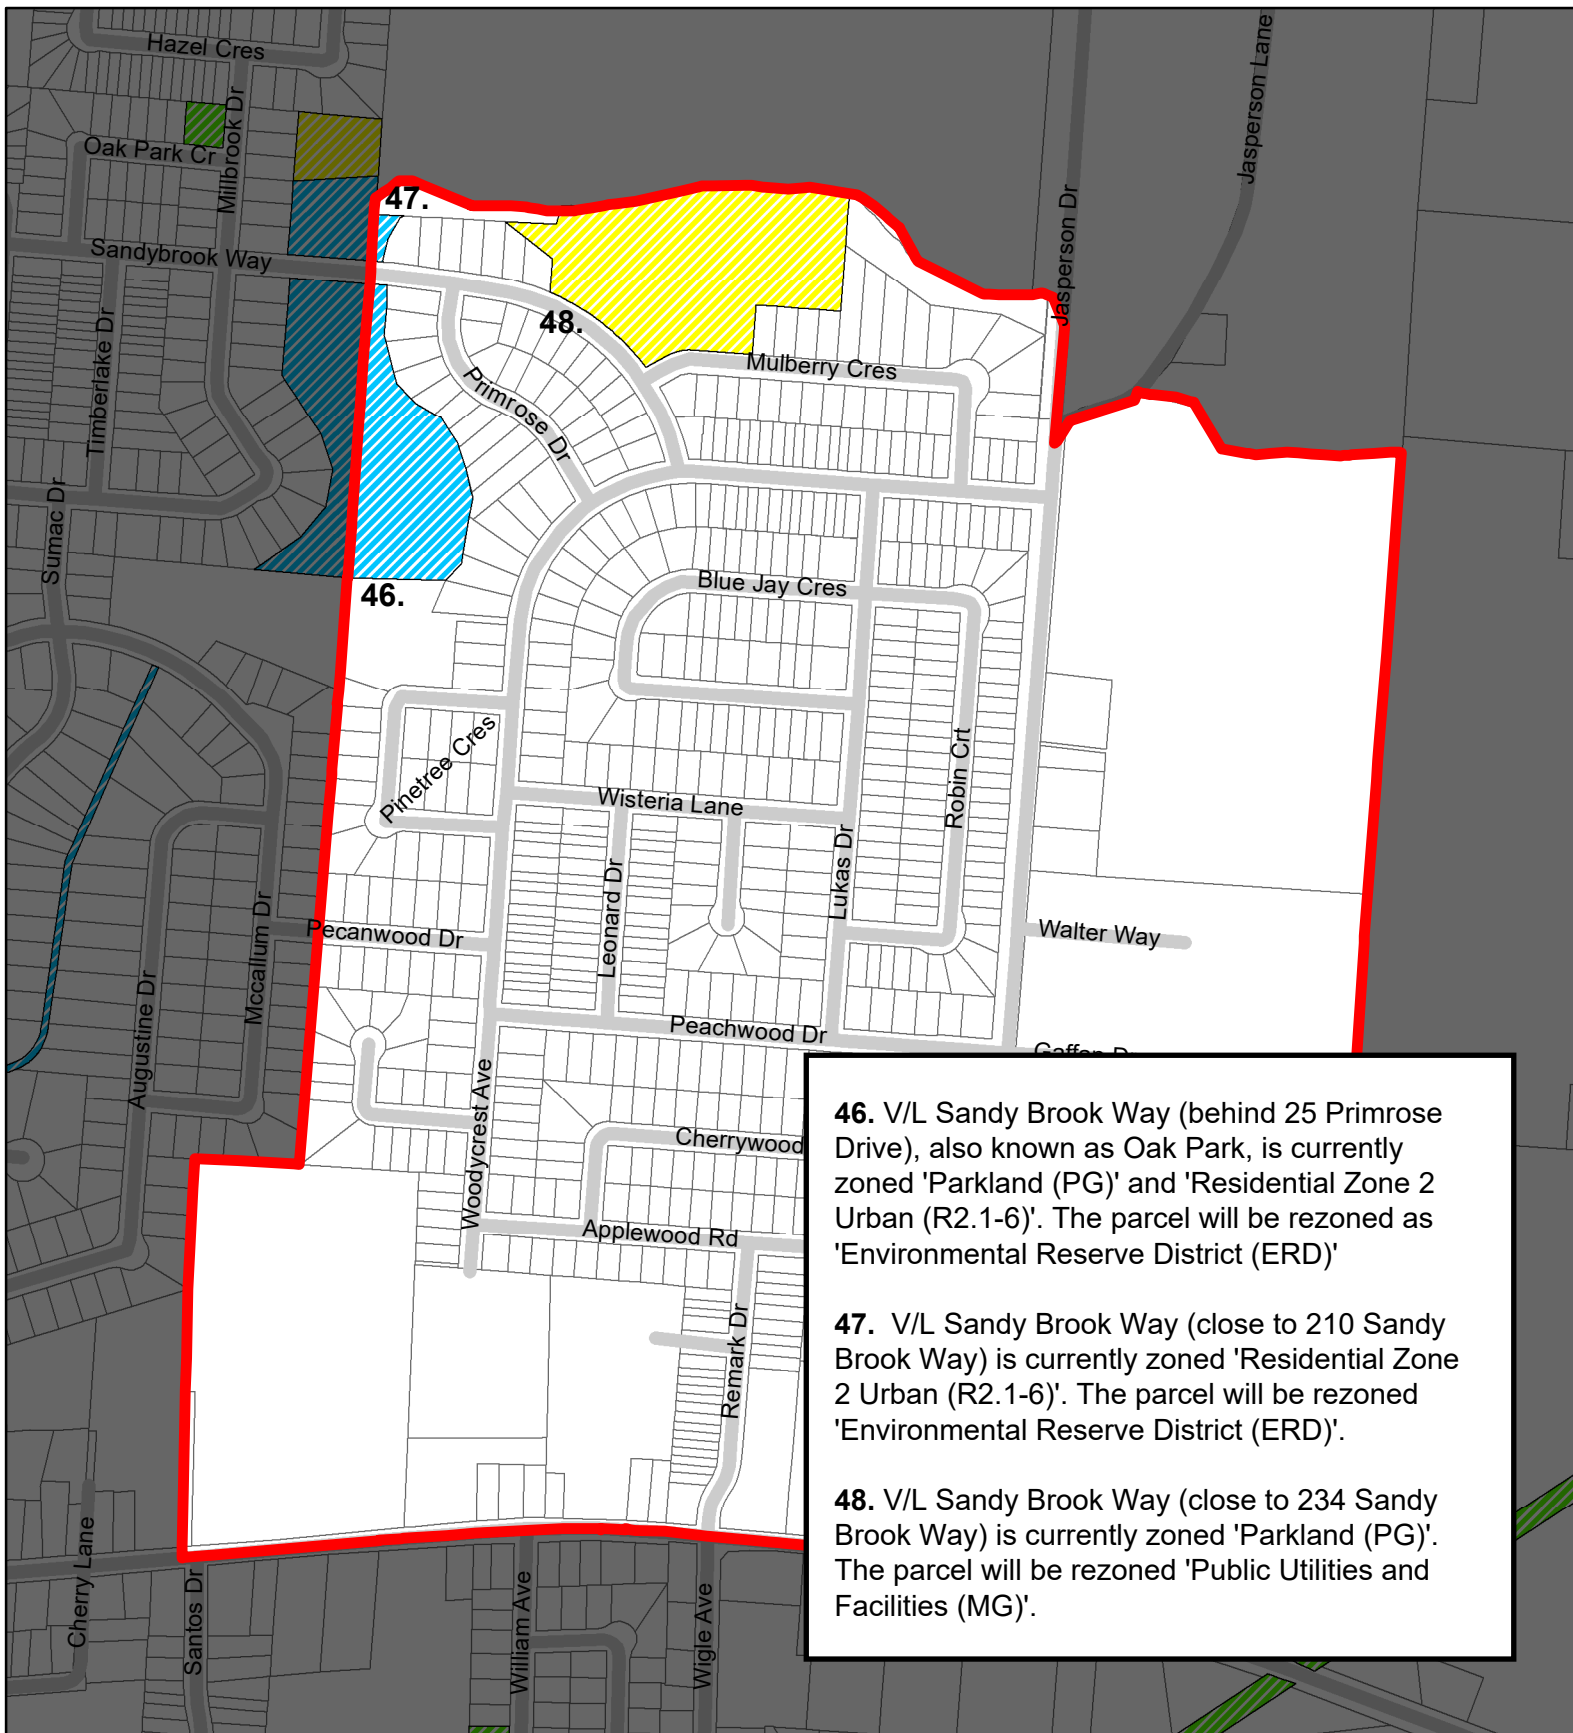 Hazel Cres
Millbrook Dr
Oak Park Cr
Jasperson Lane
Jasperson Dr
47.
Sandybrook Way
48.
Timberlake Dr
Primrose Dr
Mulberry Cres
Sumac Dr
46.
Blue Jay Cres
Pinetree Cres
Robin Crt
Wisteria Lane
Lukas Dr
Leonard Dr
Pecanwood Dr
Mccallum Dr
Augustine Dr
Walter Way
Peachwood Dr
Woodycrest Ave
Cherrywood
Applewood Rd
Remark Dr
Cherry Lane
Santos Dr
William Ave
Wigle Ave
46. V/L Sandy Brook Way (behind 25 Primrose
Drive), also known as Oak Park, is currently
zoned 'Parkland (PG)' and 'Residential Zone 2
Urban (R2.1-6)'. The parcel will be rezoned as
'Environmental Reserve District (ERD)'
47. V/L Sandy Brook Way (close to 210 Sandy
Brook Way) is currently zoned 'Residential Zone
2 Urban (R2.1-6)'. The parcel will be rezoned
'Environmental Reserve District (ERD)'.
48. V/L Sandy Brook Way (close to 234 Sandy
Brook Way) is currently zoned 'Parkland (PG)'.
The parcel will be rezoned 'Public Utilities and
Facilities (MG)'.